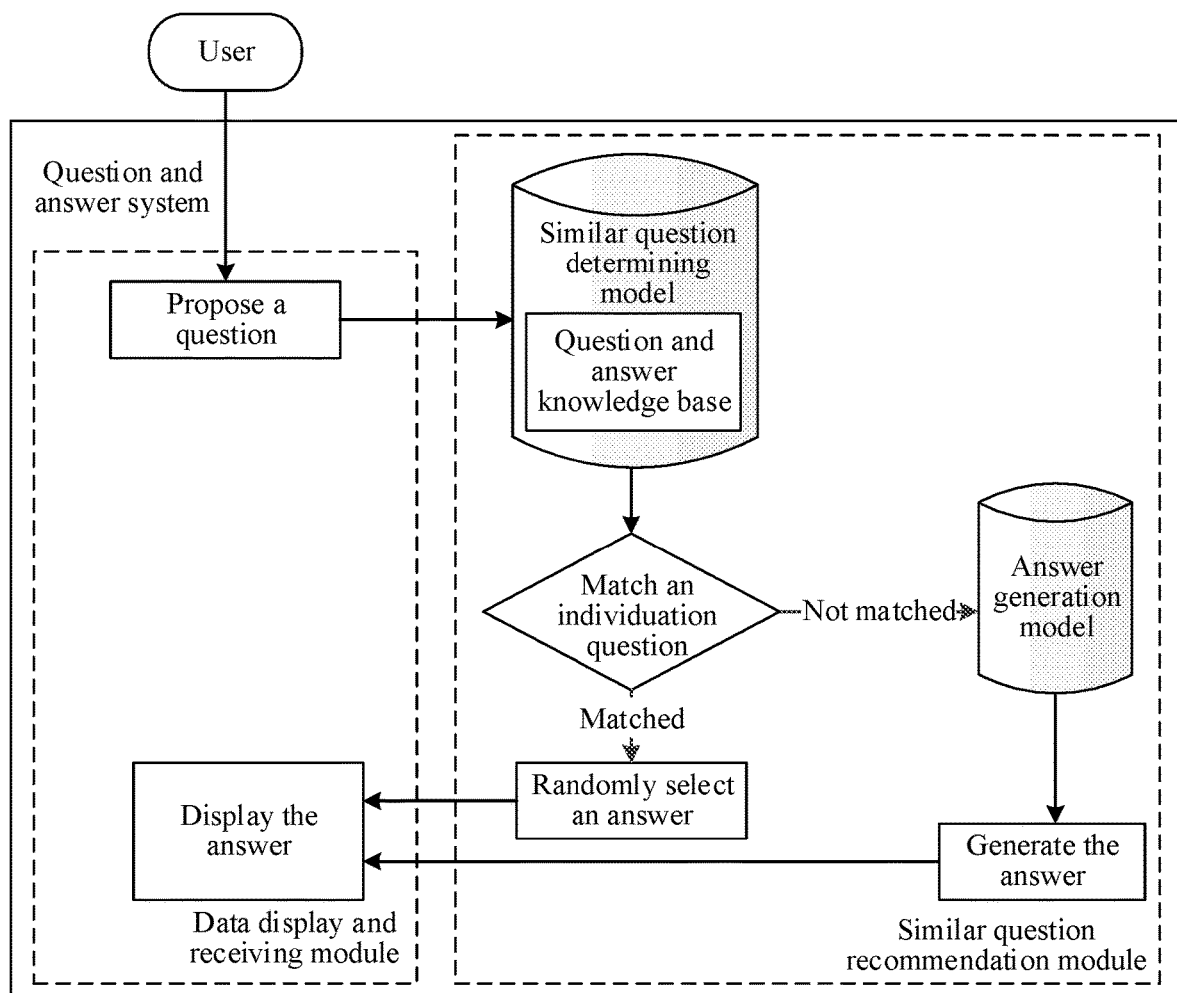 User
Question and
answer system
Propose a
question
Similar question
determining
model
Question and
answer
knowledge base
Match an
individuation
question
Not matched
Answer
generation
model
Matched
Randomly select
an answer
Display the
answer
Generate the
answer
Data display and
receiving module
Similar question
recommendation module